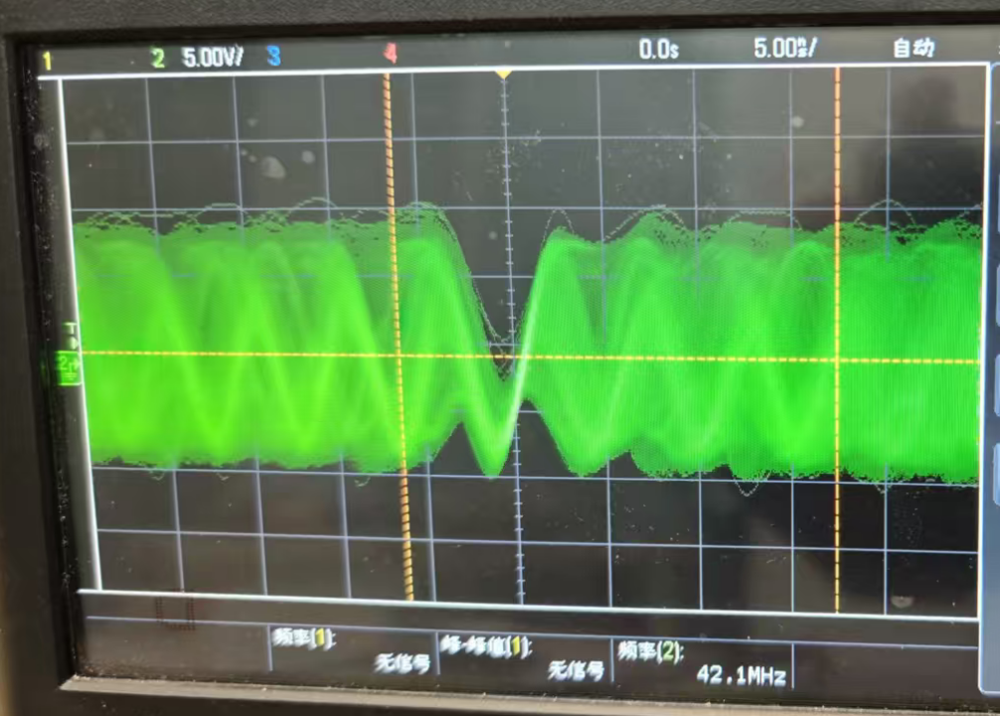 1 2 5.00V/ 3 4 0.0s 5.00ns/ 自动
T
2
频率(1): 峰-峰值(1): 频率(2):
无信号 无信号 42.1MHz